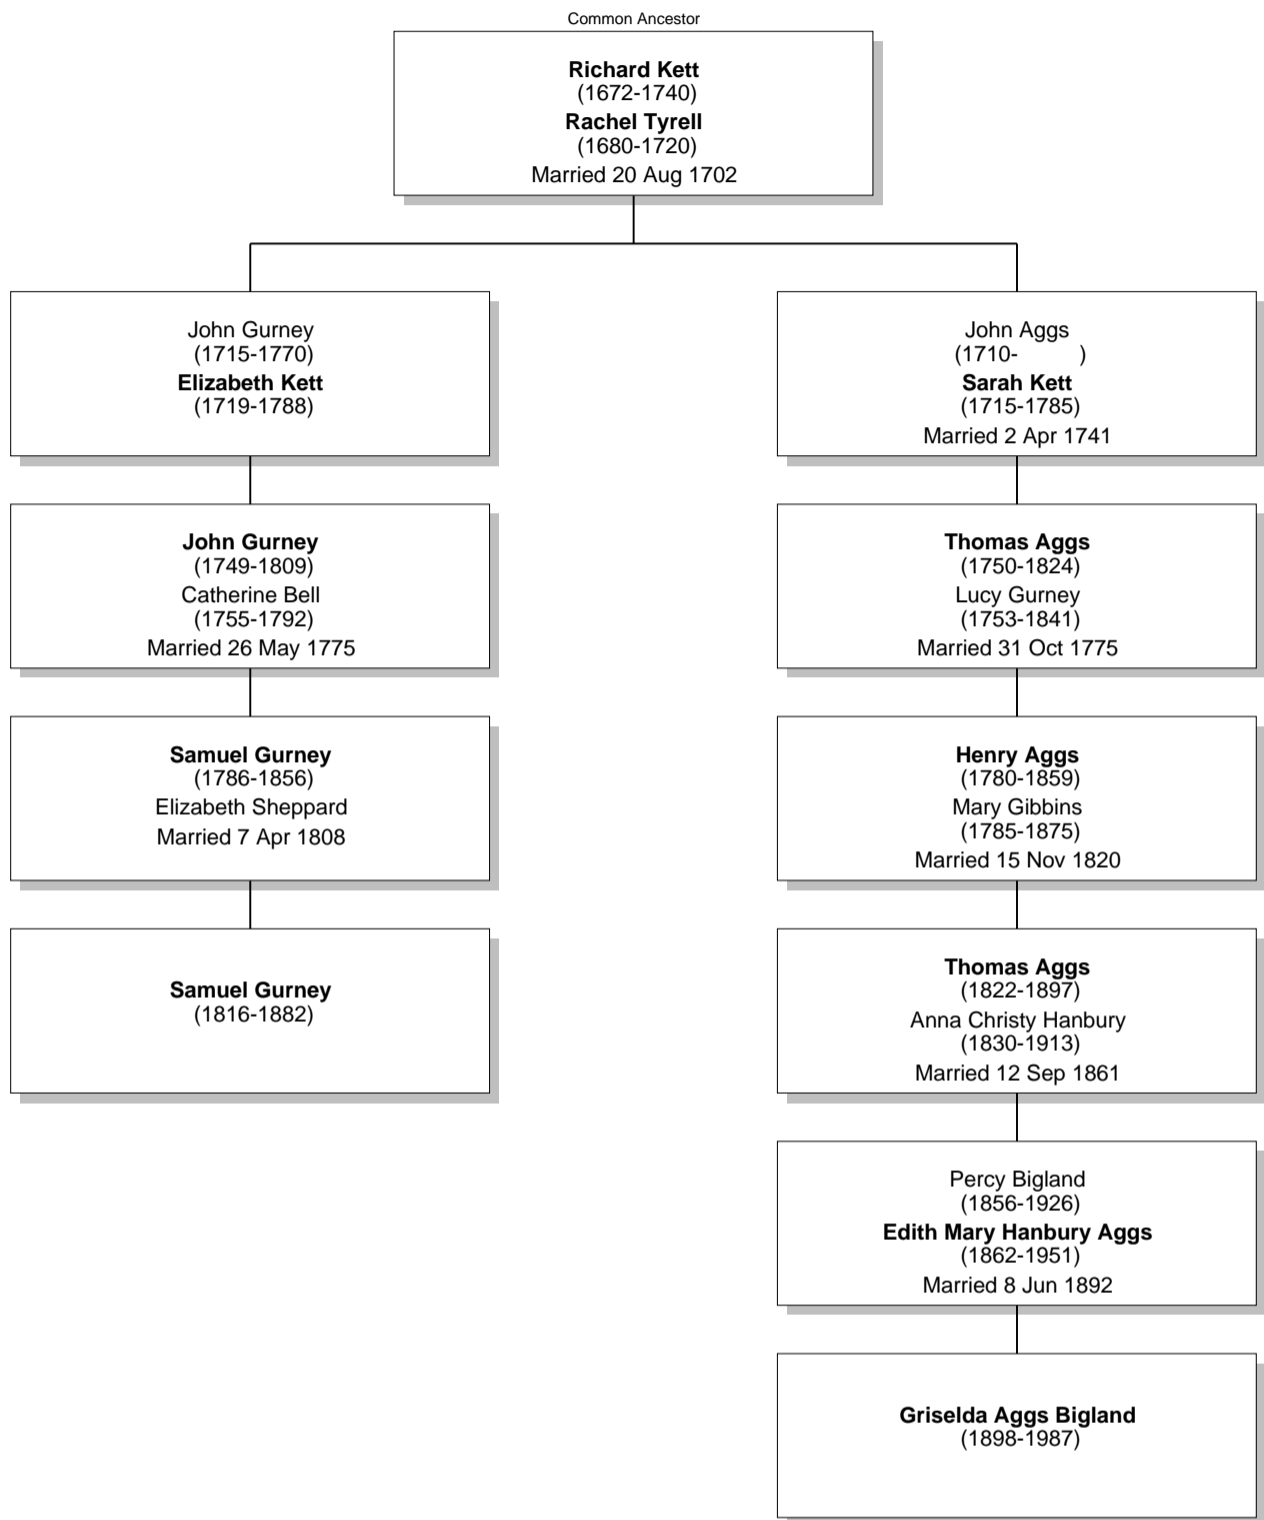 Common Ancestor
Richard Kett
(1672-1740)
Rachel Tyrell
(1680-1720)
Married 20 Aug 1702
John Gurney
(1715-1770)
Elizabeth Kett
(1719-1788)
John Aggs
(1710- )
Sarah Kett
(1715-1785)
Married 2 Apr 1741
John Gurney
(1749-1809)
Catherine Bell
(1755-1792)
Married 26 May 1775
Thomas Aggs
(1750-1824)
Lucy Gurney
(1753-1841)
Married 31 Oct 1775
Samuel Gurney
(1786-1856)
Elizabeth Sheppard
Married 7 Apr 1808
Henry Aggs
(1780-1859)
Mary Gibbins
(1785-1875)
Married 15 Nov 1820
Samuel Gurney
(1816-1882)
Thomas Aggs
(1822-1897)
Anna Christy Hanbury
(1830-1913)
Married 12 Sep 1861
Percy Bigland
(1856-1926)
Edith Mary Hanbury Aggs
(1862-1951)
Married 8 Jun 1892
Griselda Aggs Bigland
(1898-1987)